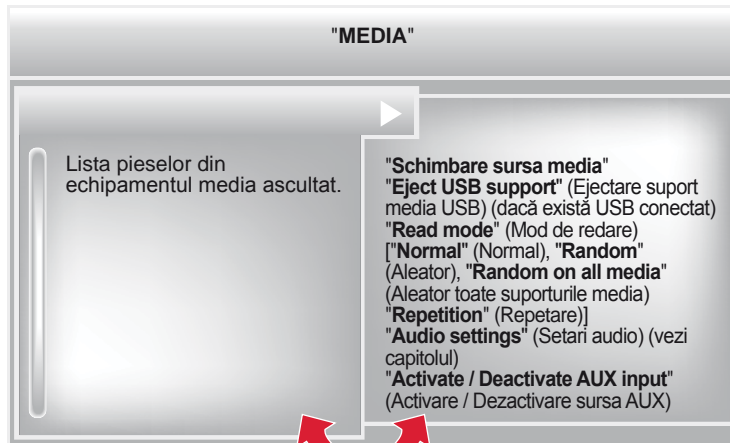 "MEDIA"
Lista pieselor din
echipamentul media ascultat.
"Schimbare sursa media"
"Eject USB support" (Ejectare suport
media USB) (dacă există USB conectat)
"Read mode" (Mod de redare)
["Normal" (Normal), "Random"
(Aleator), "Random on all media"
(Aleator toate suporturile media)
"Repetition" (Repetare)]
"Audio settings" (Setari audio) (vezi
capitolul)
"Activate / Deactivate AUX input"
(Activare / Dezactivare sursa AUX)